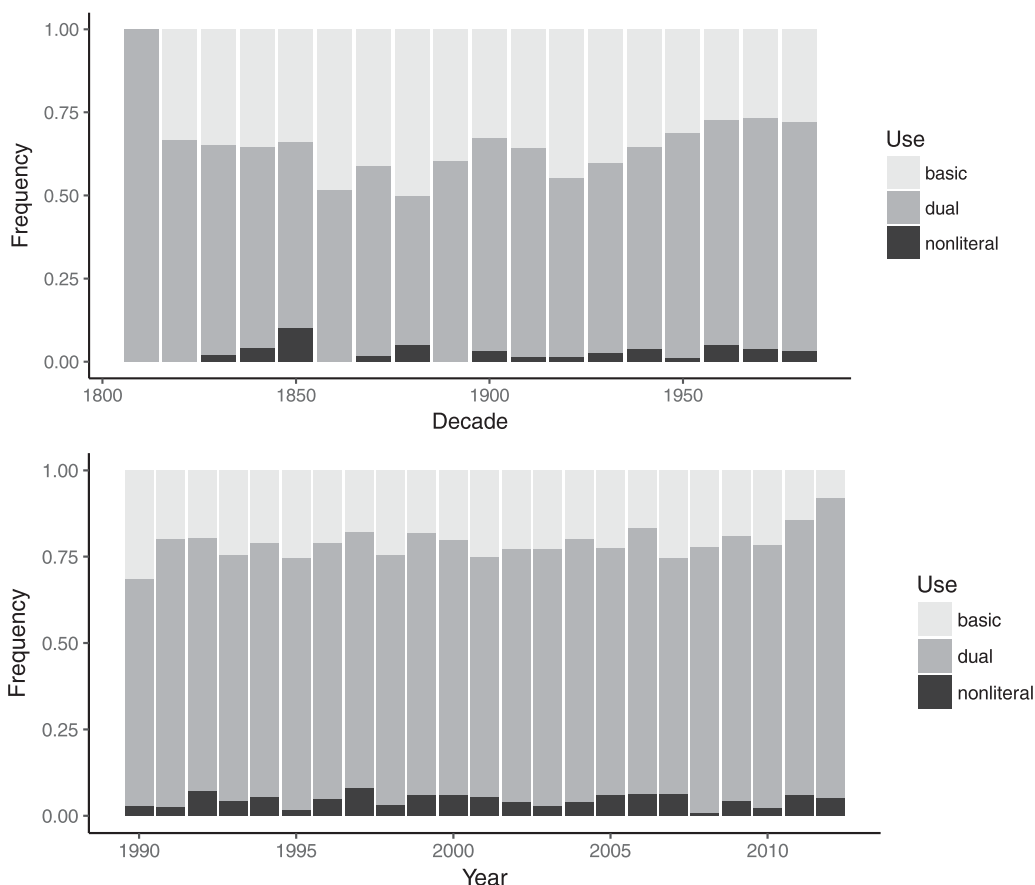 1.00
0.75
0.50
0.25
0.00
Frequency
1800
1850
1900
1950
Decade
Use
basic
dual
nonliteral
1.00
0.75
0.50
0.25
0.00
Frequency
1990
1995
2000
2005
2010
Year
Use
basic
dual
nonliteral